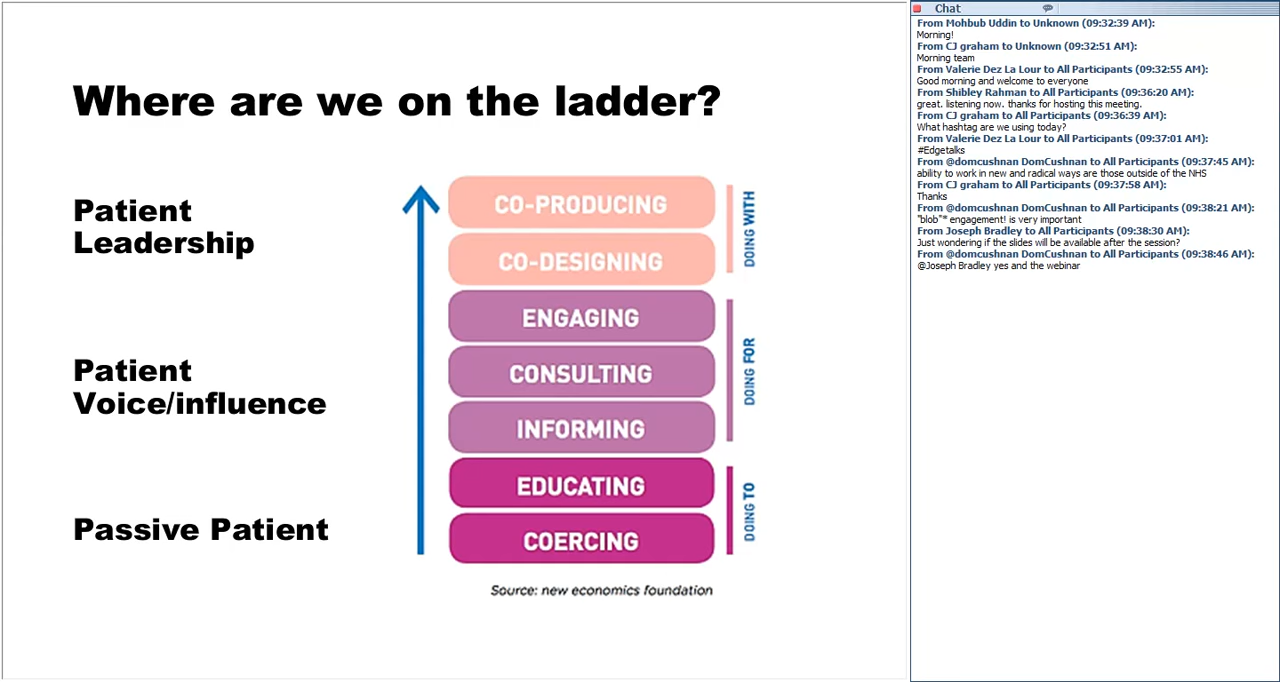 Where are we on the ladder?
Patient
Leadership
Patient
Voice/influence
Passive Patient
CO-PRODUCING
CO-DESIGNING
ENGAGING
CONSULTING
INFORMING
EDUCATING
COERCING
DOING WITH
DOING FOR
DOING TO
Source: new economics foundation
Chat
From Mohbub Uddin to Unknown (09:32:39 AM):
Morning!
From CJ graham to Unknown (09:32:51 AM):
Morning team
From Valerie Dez La Lour to All Participants (09:32:55 AM):
Good morning and welcome to everyone
From Shibley Rahman to All Participants (09:36:20 AM):
great. listening now. thanks for hosting this meeting.
From CJ graham to All Participants (09:36:39 AM):
What hashtag are we using today?
From Valerie Dez La Lour to All Participants (09:37:01 AM):
#Edgetalks
From @domcushnan DomCushnan to All Participants (09:37:45 AM):
ability to work in new and radical ways are those outside of the NHS
From CJ graham to All Participants (09:37:58 AM):
Thanks
From @domcushnan DomCushnan to All Participants (09:38:21 AM):
"blob"* engagement! is very important
From Joseph Bradley to All Participants (09:38:30 AM):
Just wondering if the slides will be available after the session?
From @domcushnan DomCushnan to All Participants (09:38:46 AM):
@Joseph Bradley yes and the webinar